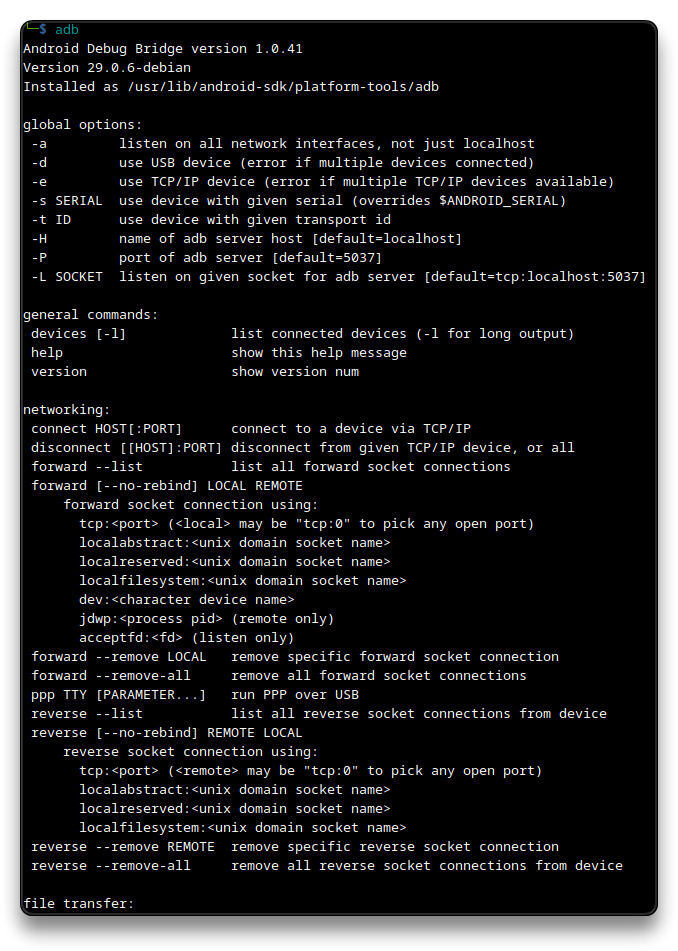 └─$ adb
Android Debug Bridge version 1.0.41
Version 29.0.6-debian
Installed as /usr/lib/android-sdk/platform-tools/adb

global options:
 -a         listen on all network interfaces, not just localhost
 -d         use USB device (error if multiple devices connected)
 -e         use TCP/IP device (error if multiple TCP/IP devices available)
 -s SERIAL  use device with given serial (overrides $ANDROID_SERIAL)
 -t ID      use device with given transport id
 -H         name of adb server host [default=localhost]
 -P         port of adb server [default=5037]
 -L SOCKET  listen on given socket for adb server [default=tcp:localhost:5037]

general commands:
 devices [-l]             list connected devices (-l for long output)
 help                     show this help message
 version                  show version num

networking:
 connect HOST[:PORT]      connect to a device via TCP/IP
 disconnect [[HOST]:PORT] disconnect from given TCP/IP device, or all
 forward --list           list all forward socket connections
 forward [--no-rebind] LOCAL REMOTE
     forward socket connection using:
       tcp:<port> (<local> may be "tcp:0" to pick any open port)
       localabstract:<unix domain socket name>
       localreserved:<unix domain socket name>
       localfilesystem:<unix domain socket name>
       dev:<character device name>
       jdwp:<process pid> (remote only)
       acceptfd:<fd> (listen only)
 forward --remove LOCAL   remove specific forward socket connection
 forward --remove-all     remove all forward socket connections
 ppp TTY [PARAMETER...]   run PPP over USB
 reverse --list           list all reverse socket connections from device
 reverse [--no-rebind] REMOTE LOCAL
     reverse socket connection using:
       tcp:<port> (<remote> may be "tcp:0" to pick any open port)
       localabstract:<unix domain socket name>
       localreserved:<unix domain socket name>
       localfilesystem:<unix domain socket name>
 reverse --remove REMOTE  remove specific reverse socket connection
 reverse --remove-all     remove all reverse socket connections from device

file transfer: